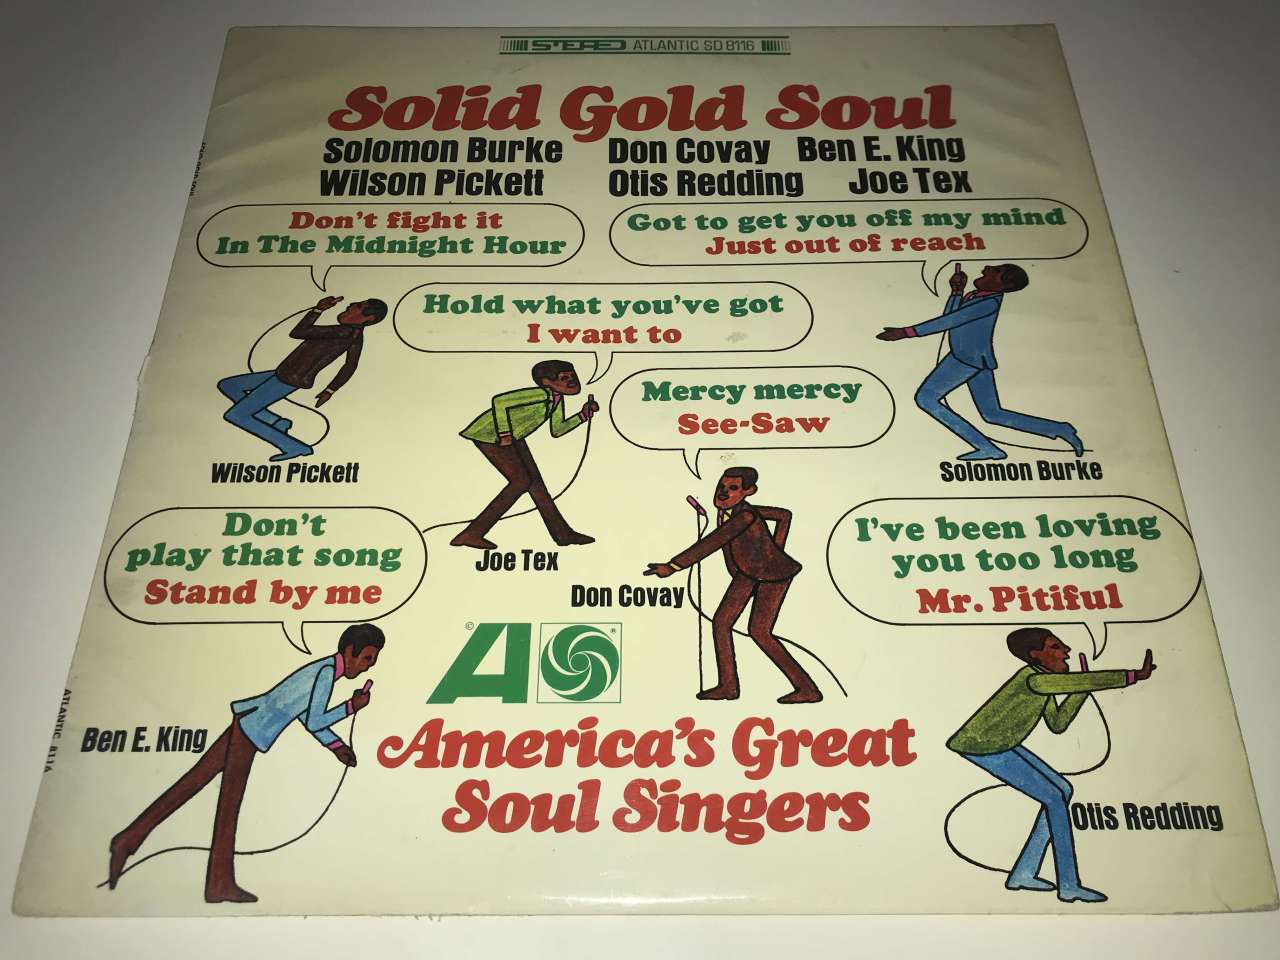 STEREO ATLANTIC SD 8116
Solid Gold Soul
Solomon Burke Don Covay Ben E. King
Wilson Pickett Otis Redding Joe Tex
Don't fight it
In The Midnight Hour
Got to get you off my mind
Just out of reach
Hold what you've got
I want to
Mercy mercy
See-Saw
Wilson Pickett
Solomon Burke
Joe Tex
Don't
play that song
Stand by me
Don Covay
I've been loving
you too long
Mr. Pitiful
© A ®
Ben E. King
America's Great
Soul Singers
Otis Redding
ATLANTIC 8116